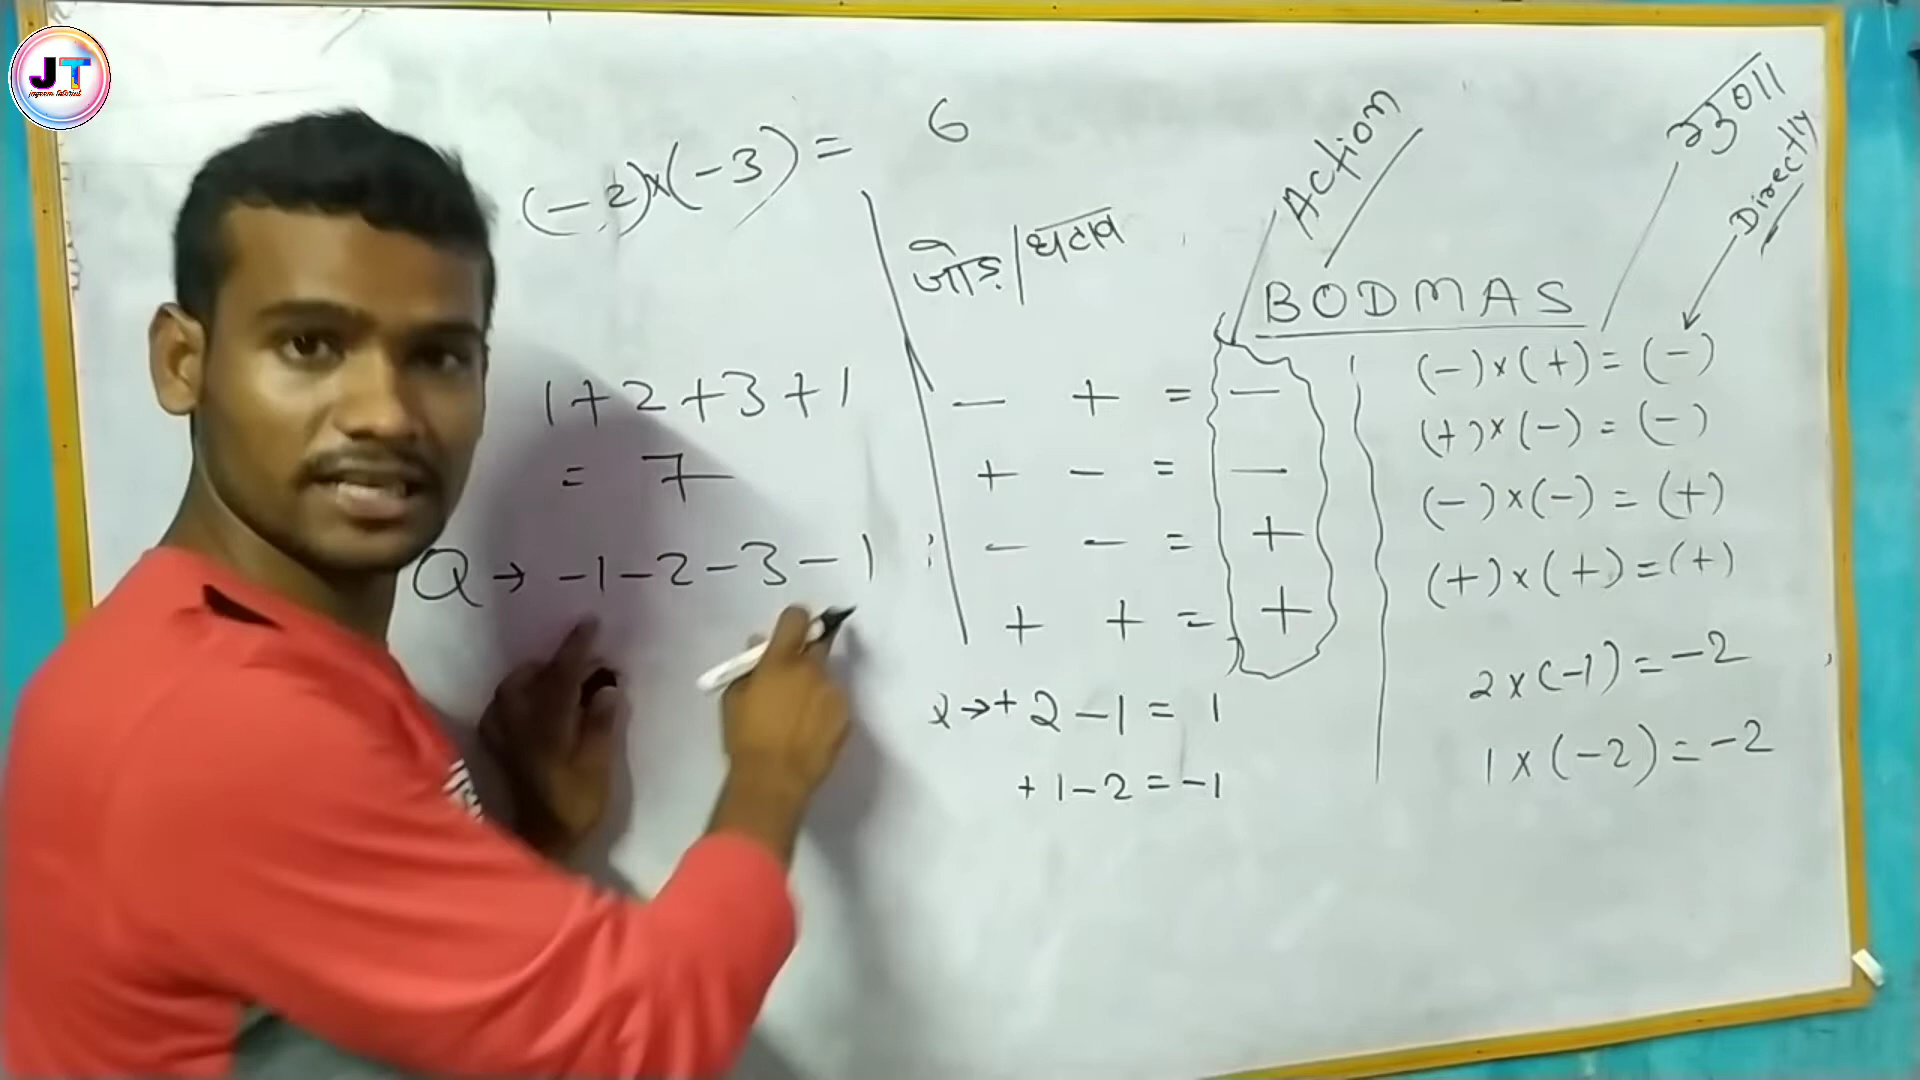 JT
(-2)×(-3) = 6
1+2+3+1
= 7
Q → -1-2-3-1
जोड़/घटाव
- + = -
+ - = -
- - = +
+ + = +
+2-1 = 1
+1-2 = -1
Action
BODMAS
गुणा
Directly
(-)×(+) = (-)
(+)×(-) = (-)
(-)×(-) = (+)
(+)×(+) = (+)
2×(-1) = -2
1×(-2) = -2